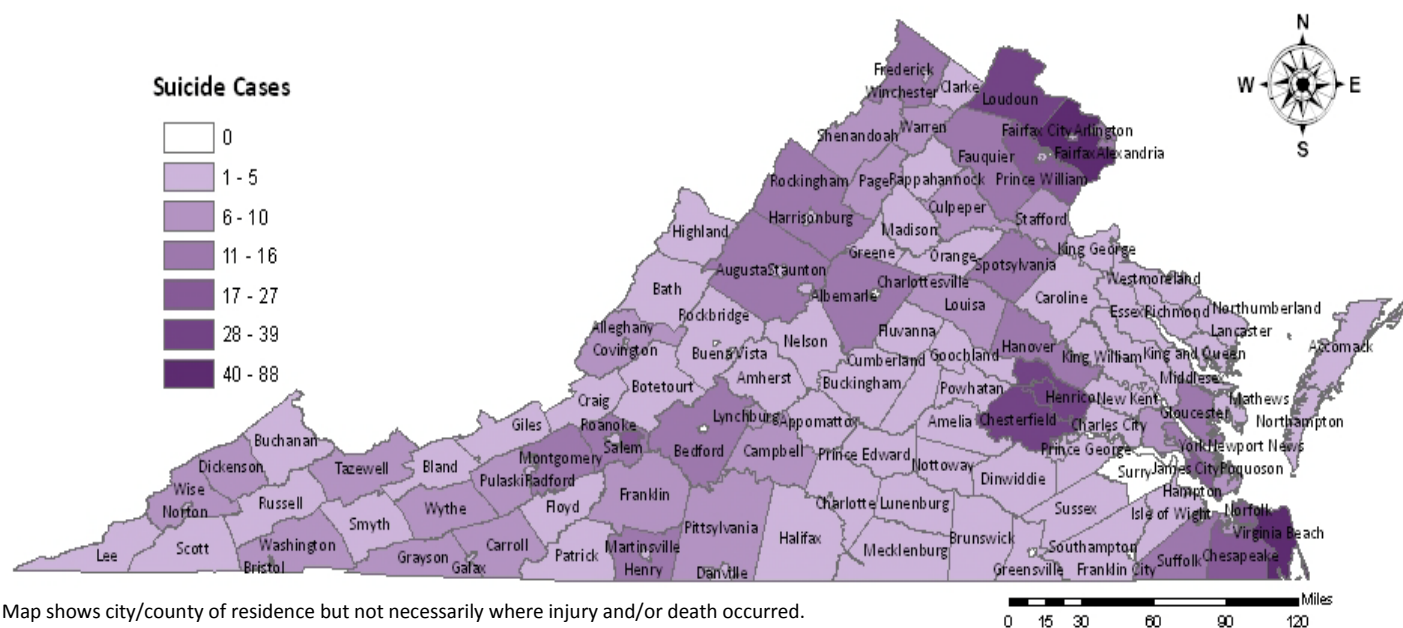 Suicide Cases
0
1 - 5
6 - 10
11 - 16
17 - 27
28 - 39
40 - 88
N
W
E
S
Frederick
Winchester
Clarke
Loudoun
Shenandoah
Warren
Fairfax City
Arlington
Fauquier
Fairfax
Alexandria
Rockingham
Page
Rappahannock
Prince William
Harrisonburg
Culpeper
Stafford
Highland
Madison
Greene
Orange
King George
Augusta
Staunton
Spotsylvania
Albemarle
Charlottesville
Westmoreland
Bath
Louisa
Caroline
Essex
Richmond
Northumberland
Rockbridge
Lancaster
Alleghany
Covington
Nelson
Fluvanna
Hanover
Accomack
Buena Vista
Cumberland
Goochland
King William
King and Queen
Botetourt
Amherst
Buckingham
Powhatan
Middlese
Craig
Henrico
New Kent
Mathews
Giles
Roanoke
Lynchburg
Appomattox
Amelia
Chesterfield
Charles City
Gloucester
Northampton
Buchanan
Salem
Bedford
Campbell
Prince Edward
Prince George
York
Newport News
Dickenson
Tazewell
Bland
Montgomery
Nottoway
Surry
James City
Poquoson
Wise
Pulaski
Radford
Dinwiddie
Hampton
Norton
Russell
Wythe
Floyd
Franklin
Charlotte
Lunenburg
Sussex
Isle of Wight
Norfolk
Smyth
Pittsylvania
Virginia Beach
Lee
Scott
Washington
Grayson
Carroll
Patrick
Martinsville
Halifax
Mecklenburg
Brunswick
Southampton
Suffolk
Chesapeake
Bristol
Galax
Henry
Danville
Greensville
Franklin City
Miles
0 15 30 60 90 120
Map shows city/county of residence but not necessarily where injury and/or death occurred.